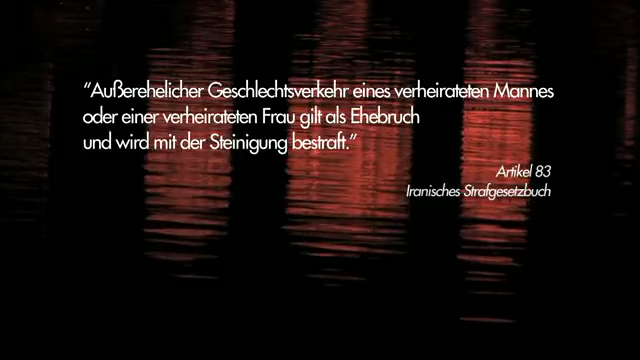 “Außerehelicher Geschlechtsverkehr eines verheirateten Mannes
oder einer verheirateten Frau gilt als Ehebruch
und wird mit der Steinigung bestraft.”
Artikel 83
Iranisches Strafgesetzbuch